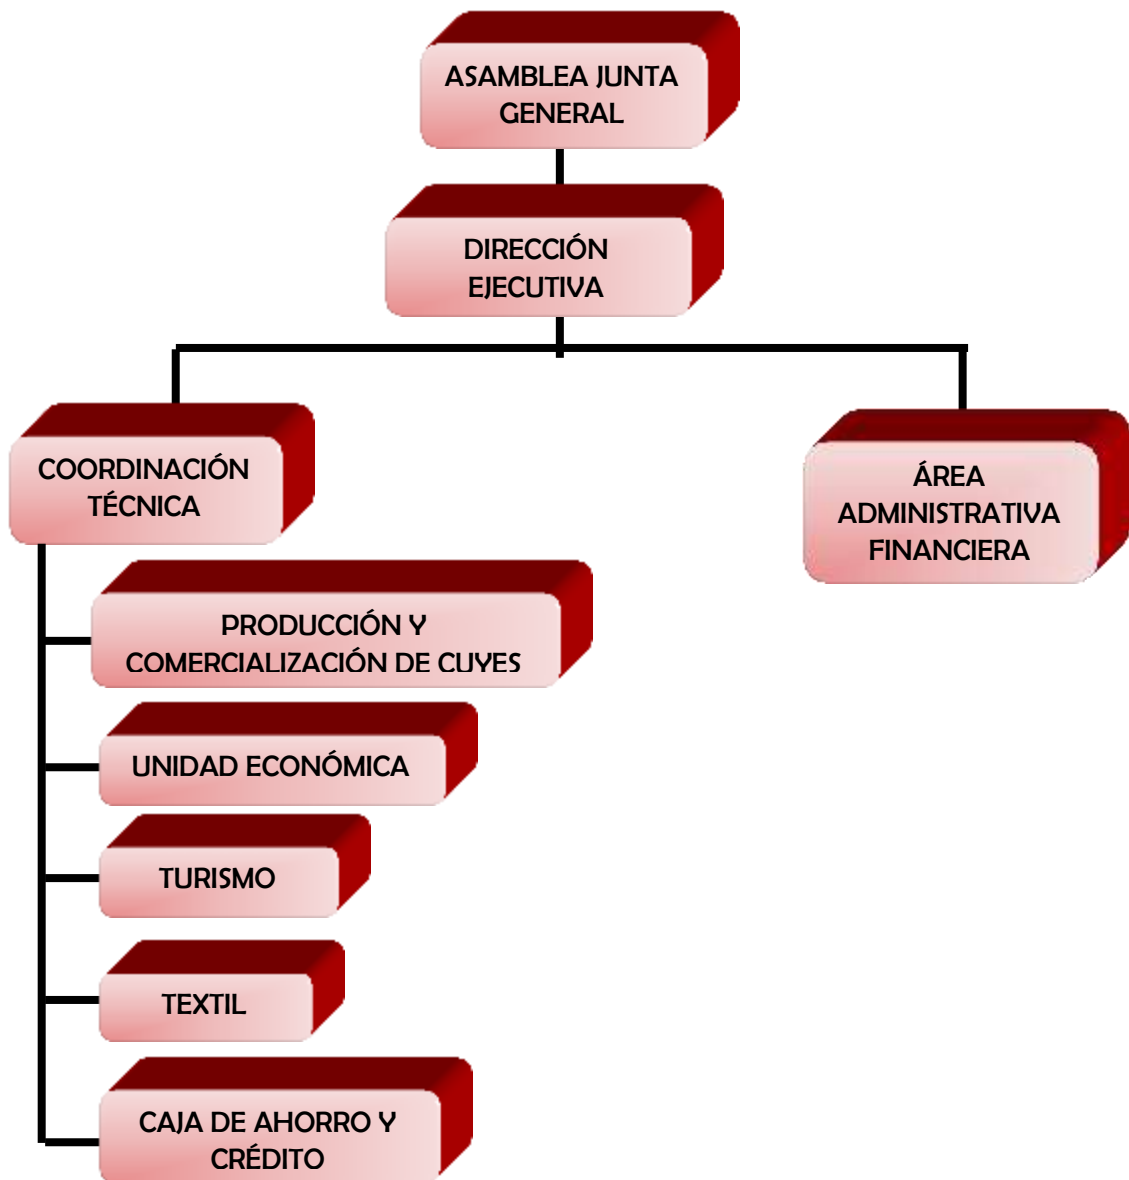 ASAMBLEA JUNTA
GENERAL
DIRECCIÓN
EJECUTIVA
COORDINACIÓN
TÉCNICA
ÁREA
ADMINISTRATIVA
FINANCIERA
PRODUCCIÓN Y
COMERCIALIZACIÓN DE CUYES
UNIDAD ECONÓMICA
TURISMO
TEXTIL
CAJA DE AHORRO Y
CRÉDITO